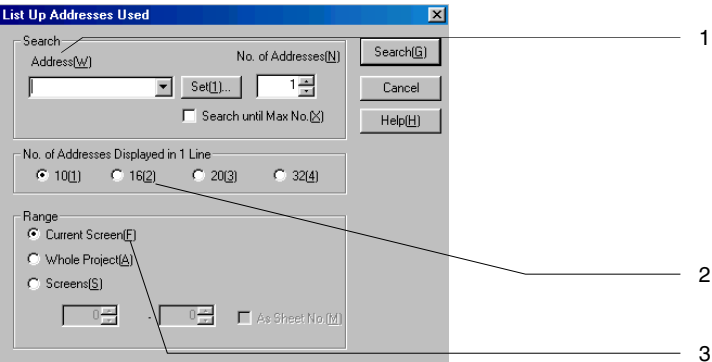 List Up Addresses Used
Search
Address(W)
No. of Addresses(N)
Set(1)...
1
Search until Max No.(X)
Search(G)
Cancel
Help(H)
1
No. of Addresses Displayed in 1 Line
10(1) 16(2) 20(3) 32(4)
Range
Current Screen(F)
Whole Project(A)
Screens(S)
0 - 0 As Sheet No.(M)
2
3